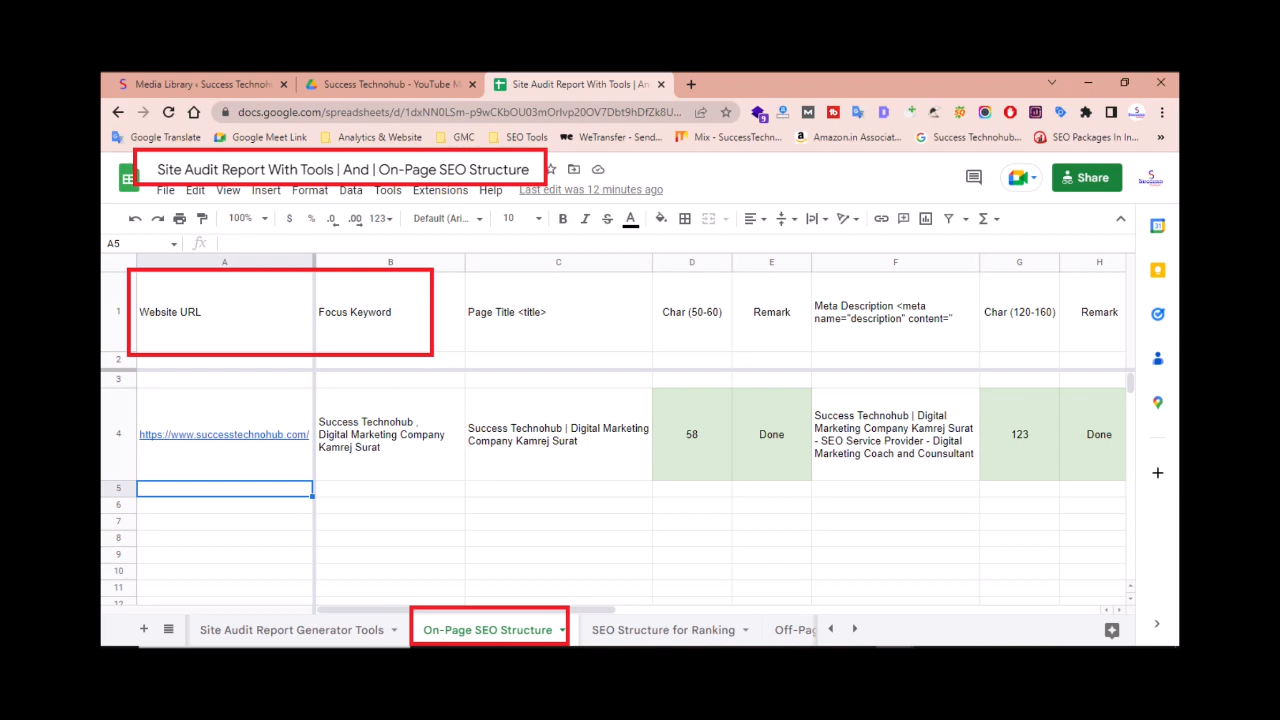 Media Library ‹ Success Technoh
Success Technohub - YouTube M
Site Audit Report With Tools | An
docs.google.com/spreadsheets/d/1dxNN0LSm-p9wCKbOU03mOrIvp20OV7Dbt9hDfZk8U...
Google Translate
Google Meet Link
Analytics & Website
GMC
SEO Tools
WeTransfer - Send...
Mix - SuccessTechn...
Amazon.in Associat...
Success Technohub...
SEO Packages In In...
Site Audit Report With Tools | And | On-Page SEO Structure
File Edit View Insert Format Data Tools Extensions Help Last edit was 12 minutes ago
Share
100% $ % .0 .00 123 Default (Ari... 10 B I S A
A5 fx
A B C D E F G H
1 Website URL
Focus Keyword
Page Title <title>
Char (50-60)
Remark
Meta Description <meta
name="description" content="
Char (120-160)
Remark
2
3
4 https://www.successtechnohub.com/
Success Technohub ,
Digital Marketing Company
Kamrej Surat
Success Technohub | Digital Marketing
Company Kamrej Surat
58
Done
Success Technohub | Digital
Marketing Company Kamrej Surat
- SEO Service Provider - Digital
Marketing Coach and Counsultant
123
Done
5
6
7
8
9
10
11
12
Site Audit Report Generator Tools
On-Page SEO Structure
SEO Structure for Ranking
Off-Pag